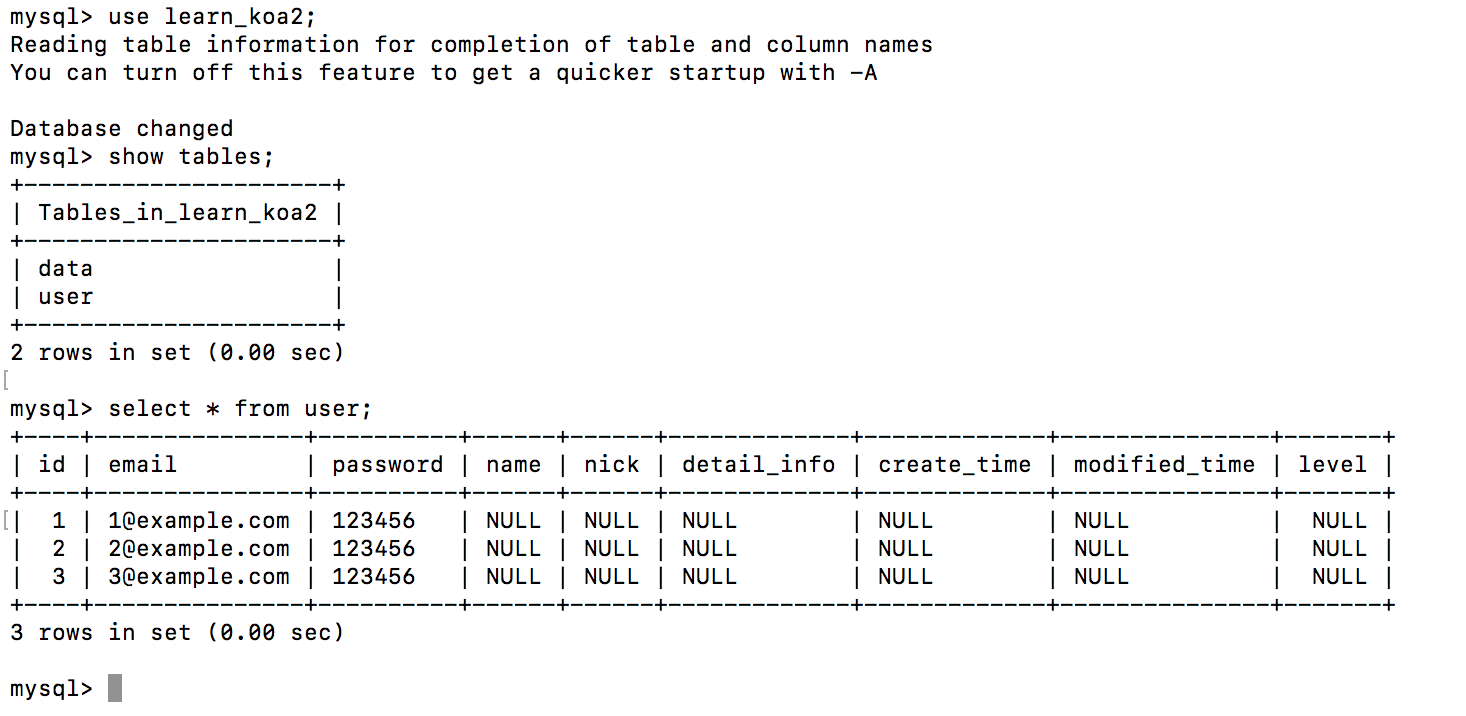 mysql> use learn_koa2;
Reading table information for completion of table and column names
You can turn off this feature to get a quicker startup with -A

Database changed
mysql> show tables;
+----------------------+
| Tables_in_learn_koa2 |
+----------------------+
| data                 |
| user                 |
+----------------------+
2 rows in set (0.00 sec)
[
mysql> select * from user;
+----+---------------+----------+------+------+-------------+-------------+---------------+-------+
| id | email         | password | name | nick | detail_info | create_time | modified_time | level |
+----+---------------+----------+------+------+-------------+-------------+---------------+-------+
[|  1 | 1@example.com | 123456   | NULL | NULL | NULL        | NULL        | NULL          |  NULL |
|  2 | 2@example.com | 123456   | NULL | NULL | NULL        | NULL        | NULL          |  NULL |
|  3 | 3@example.com | 123456   | NULL | NULL | NULL        | NULL        | NULL          |  NULL |
+----+---------------+----------+------+------+-------------+-------------+---------------+-------+
3 rows in set (0.00 sec)

mysql>